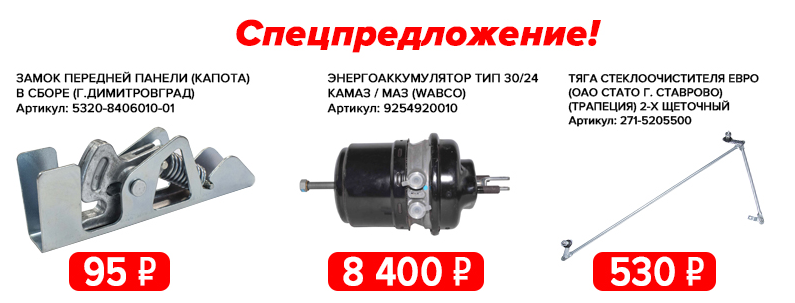 Спецпредложение!
ЗАМОК ПЕРЕДНЕЙ ПАНЕЛИ (КАПОТА)
В СБОРЕ (Г.ДИМИТРОВГРАД)
Артикул: 5320-8406010-01
ЭНЕРГОАККУМУЛЯТОР ТИП 30/24
КАМАЗ / МАЗ (WABCO)
Артикул: 9254920010
ТЯГА СТЕКЛООЧИСТИТЕЛЯ ЕВРО
(ОАО СТАТО Г. СТАВРОВО)
(ТРАПЕЦИЯ) 2-Х ЩЕТОЧНЫЙ
Артикул: 271-5205500
95 ₽
8 400 ₽
530 ₽